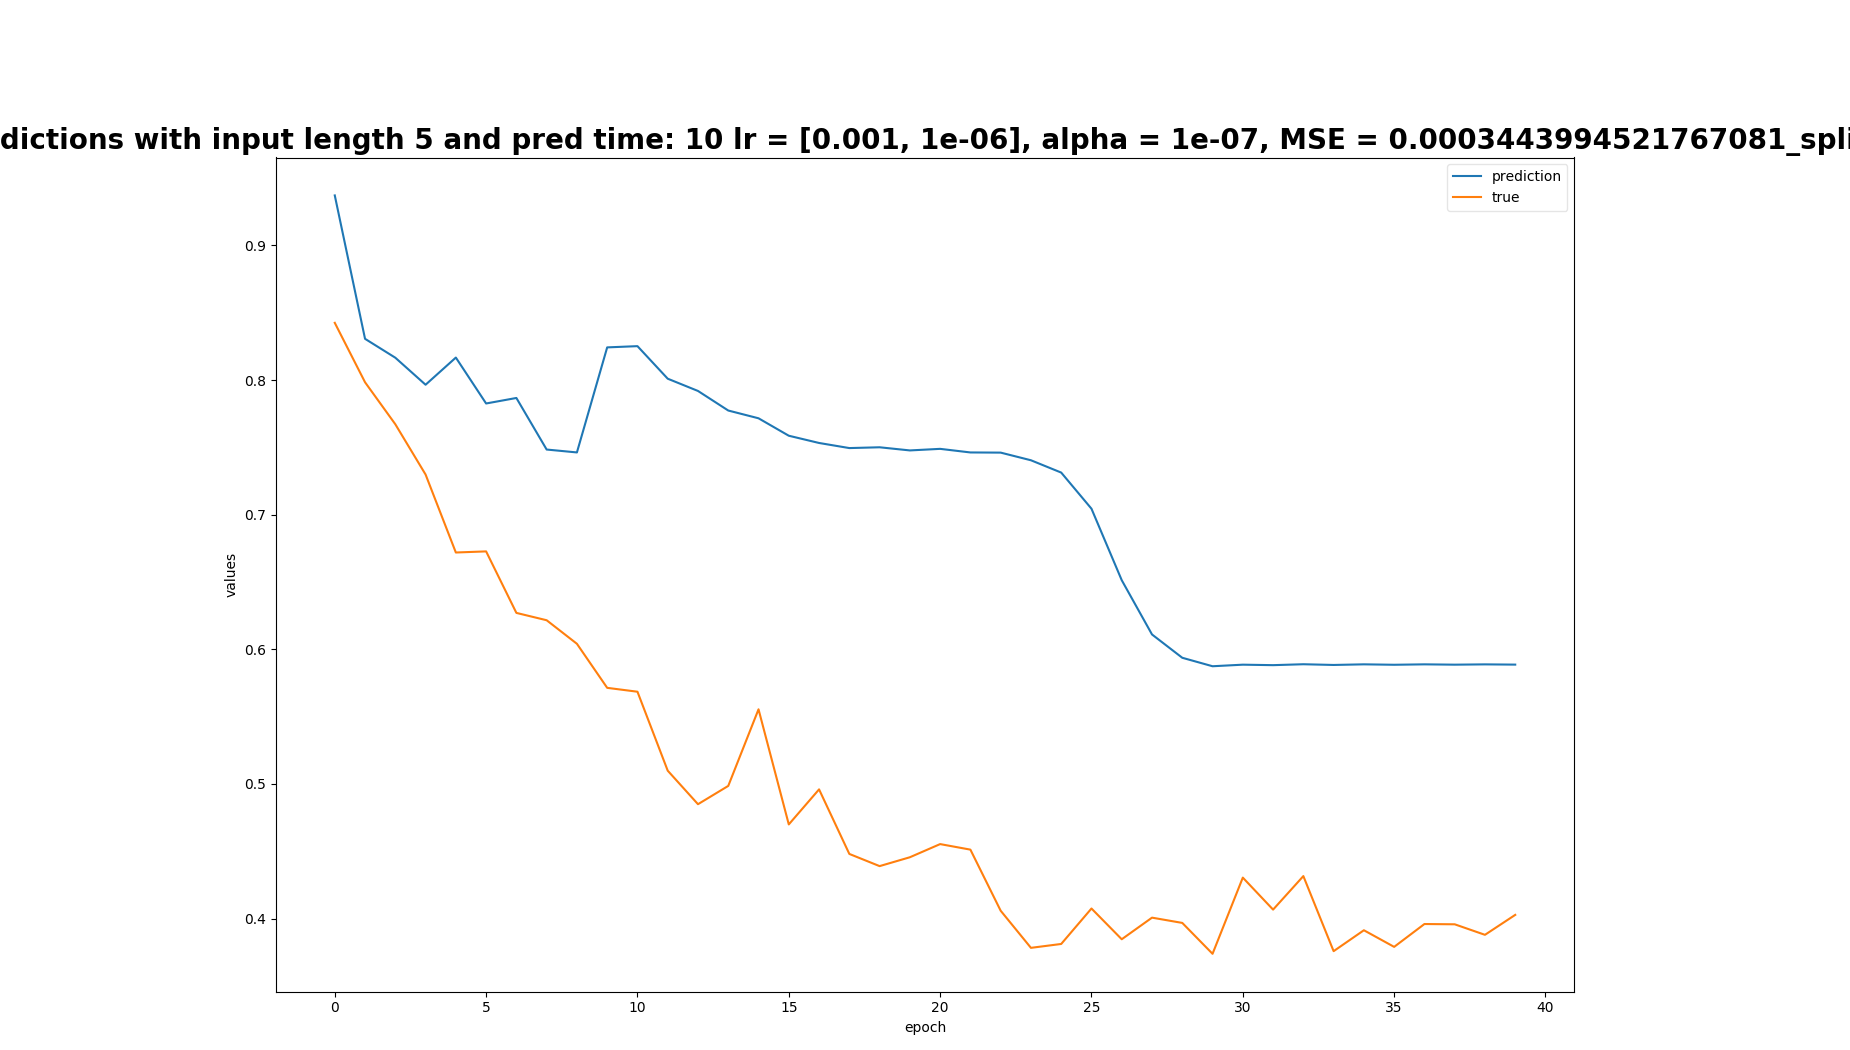 dictions with input length 5 and pred time: 10 lr = [0.001, 1e-06], alpha = 1e-07, MSE = 0.0003443994521767081_spli
prediction
true
0.9
0.8
0.7
0.6
0.5
0.4
values
0 5 10 15 20 25 30 35 40
epoch